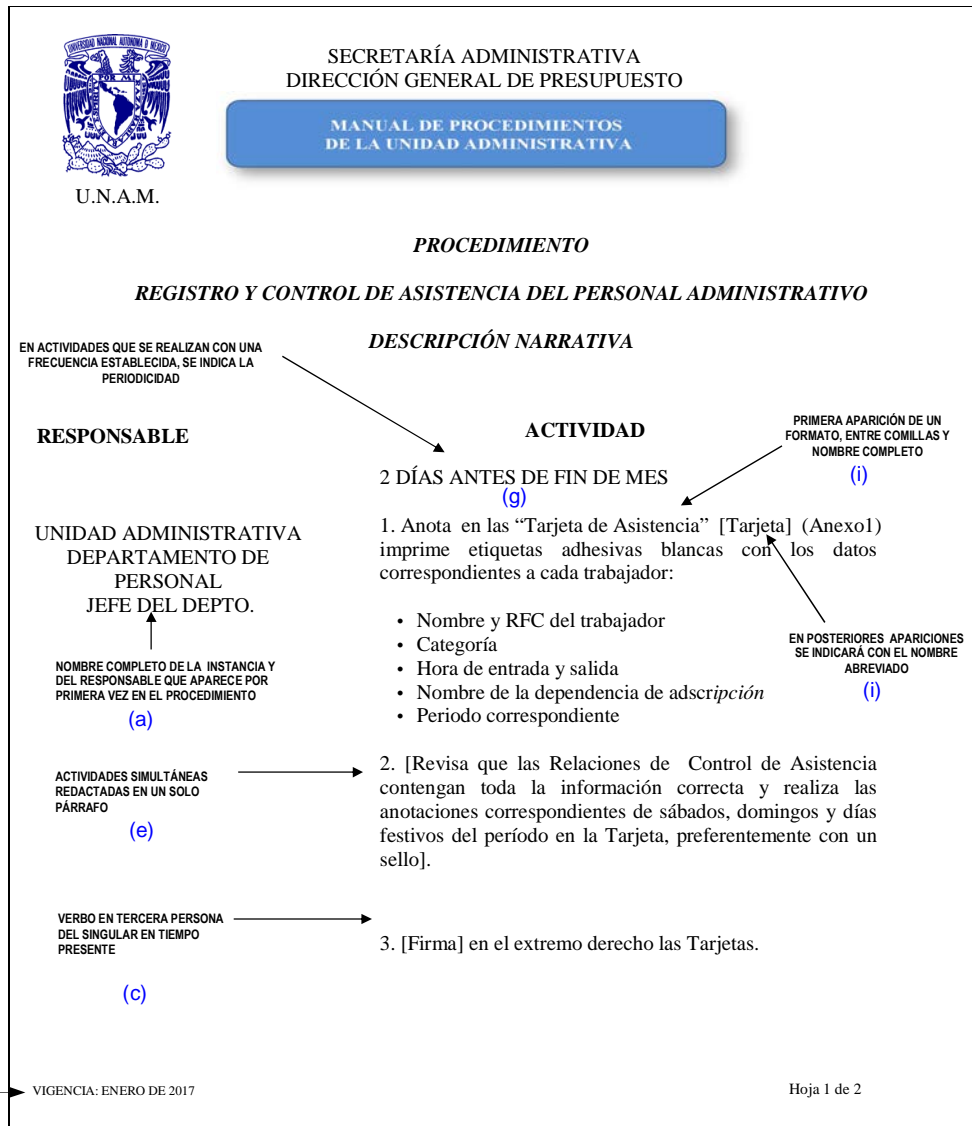 UNIVERSIDAD NACIONAL AUTONOMA D MEXICO
SECRETARÍA ADMINISTRATIVA
DIRECCIÓN GENERAL DE PRESUPUESTO
MANUAL DE PROCEDIMIENTOS
DE LA UNIDAD ADMINISTRATIVA
U.N.A.M.
PROCEDIMIENTO
REGISTRO Y CONTROL DE ASISTENCIA DEL PERSONAL ADMINISTRATIVO
DESCRIPCIÓN NARRATIVA
EN ACTIVIDADES QUE SE REALIZAN CON UNA
FRECUENCIA ESTABLECIDA, SE INDICA LA
PERIODICIDAD
RESPONSABLE
ACTIVIDAD
PRIMERA APARICIÓN DE UN
FORMATO, ENTRE COMILLAS Y
NOMBRE COMPLETO
(i)
2 DÍAS ANTES DE FIN DE MES
(g)
UNIDAD ADMINISTRATIVA
DEPARTAMENTO DE
PERSONAL
JEFE DEL DEPTO.
1. Anota en las “Tarjeta de Asistencia” [Tarjeta] (Anexo1)
imprime etiquetas adhesivas blancas con los datos
correspondientes a cada trabajador:
• Nombre y RFC del trabajador
• Categoría
• Hora de entrada y salida
• Nombre de la dependencia de adscripción
• Periodo correspondiente
EN POSTERIORES APARICIONES
SE INDICARÁ CON EL NOMBRE
ABREVIADO
(i)
NOMBRE COMPLETO DE LA INSTANCIA Y
DEL RESPONSABLE QUE APARECE POR
PRIMERA VEZ EN EL PROCEDIMIENTO
(a)
ACTIVIDADES SIMULTÁNEAS
REDACTADAS EN UN SOLO
PÁRRAFO
(e)
2. [Revisa que las Relaciones de Control de Asistencia
contengan toda la información correcta y realiza las
anotaciones correspondientes de sábados, domingos y días
festivos del período en la Tarjeta, preferentemente con un
sello].
VERBO EN TERCERA PERSONA
DEL SINGULAR EN TIEMPO
PRESENTE
(c)
3. [Firma] en el extremo derecho las Tarjetas.
VIGENCIA: ENERO DE 2017
Hoja 1 de 2